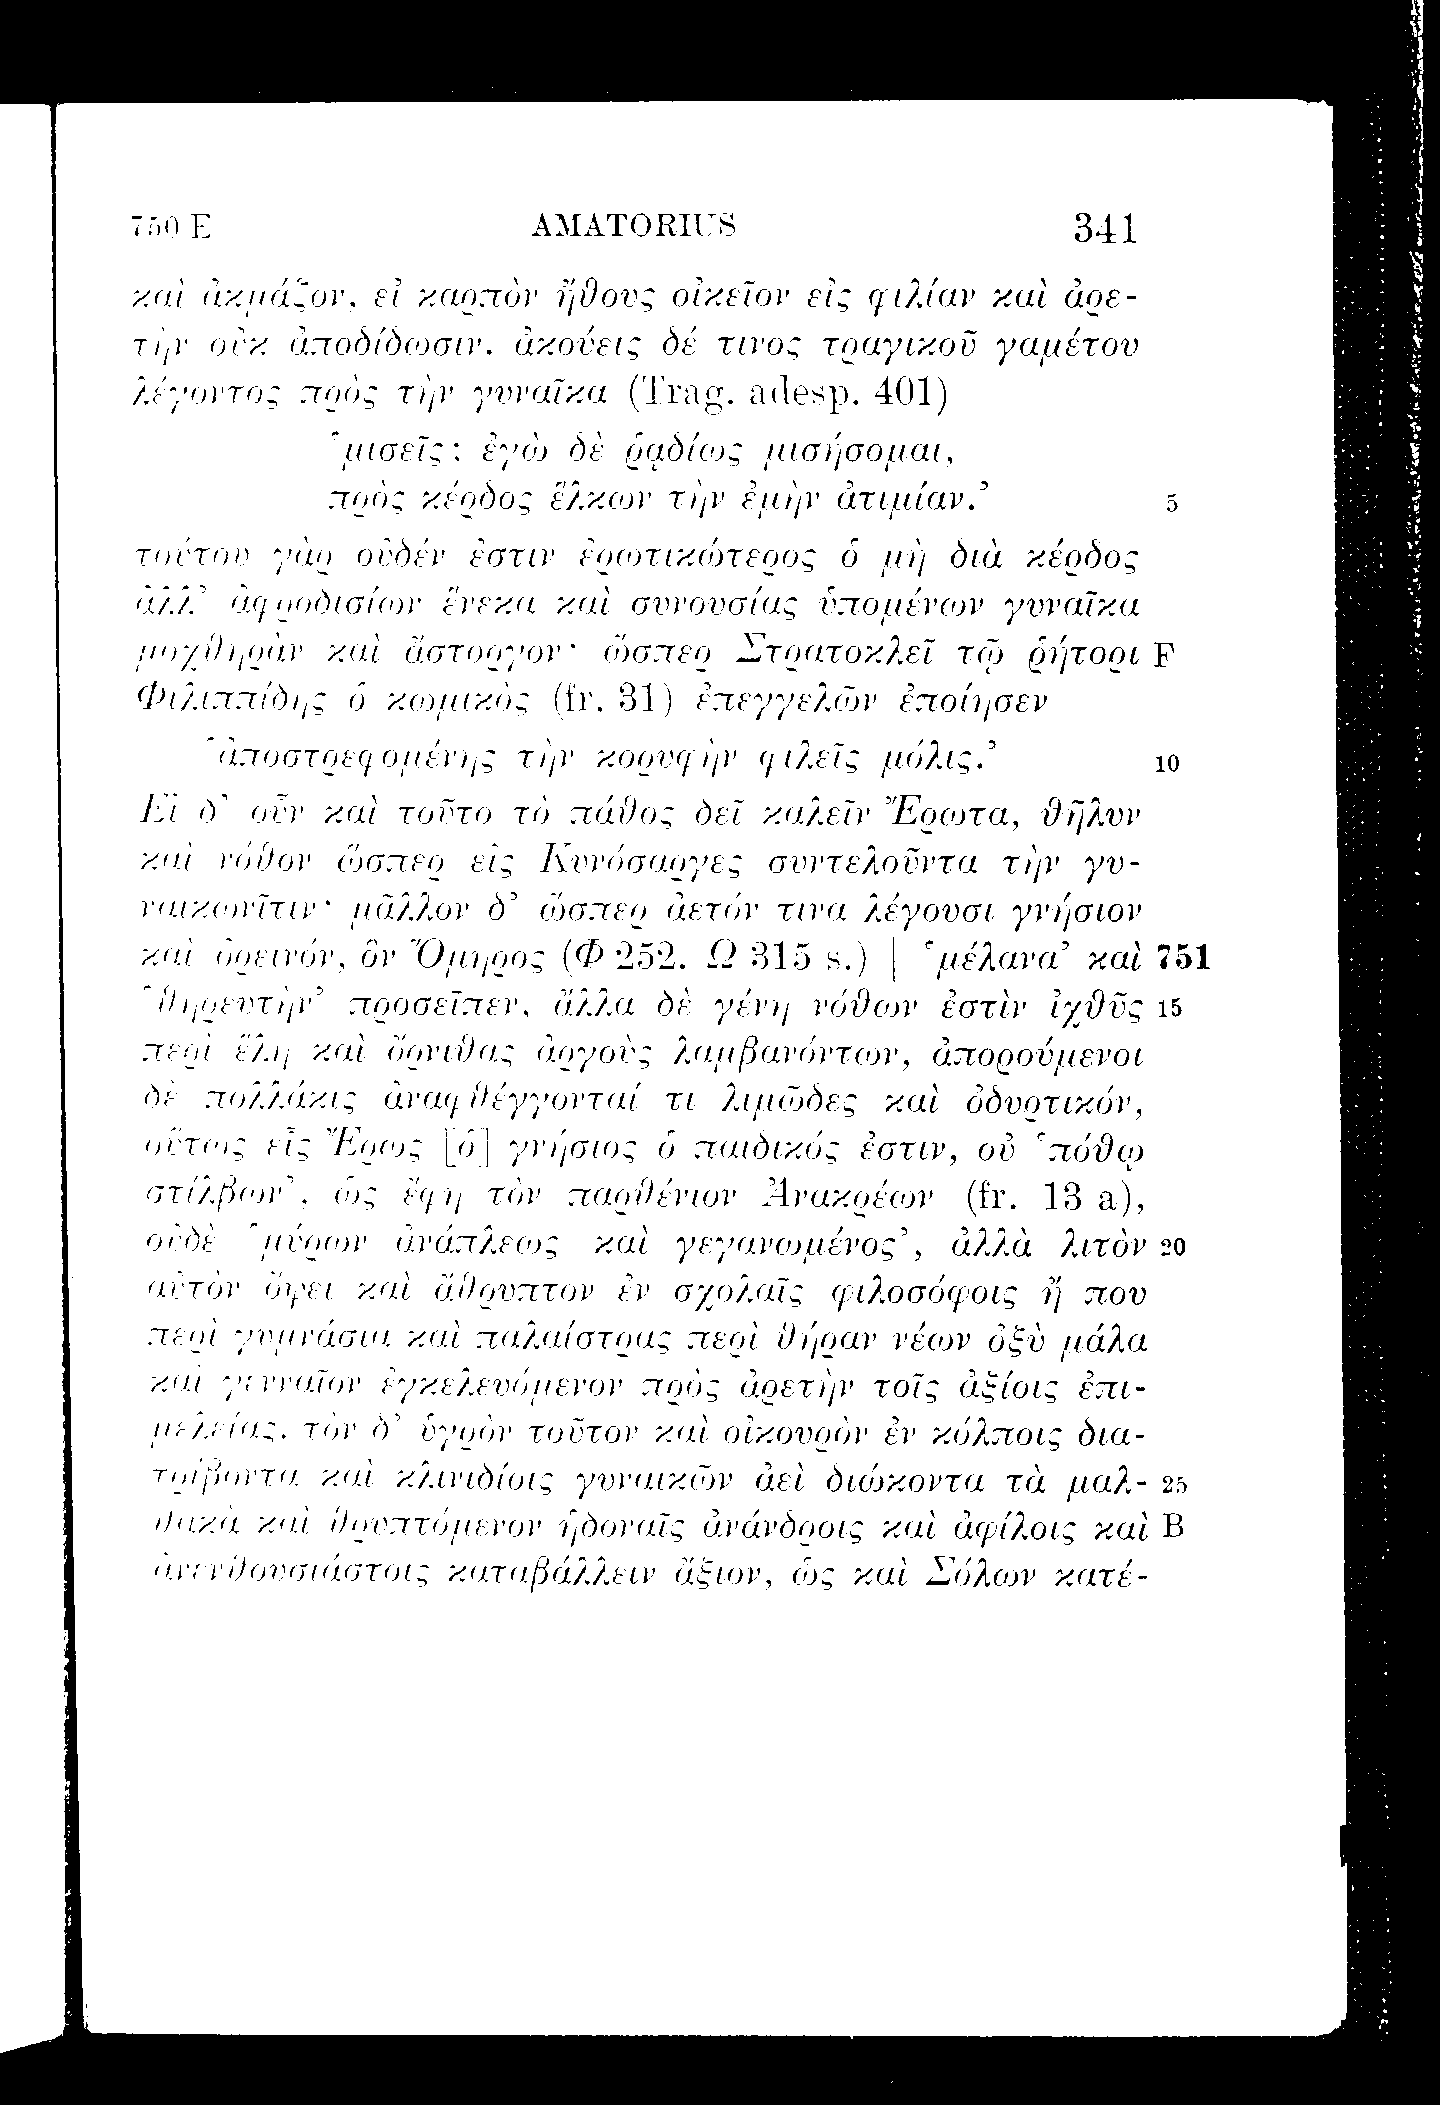 750 E AMATORIUS 341
καὶ ἀκμάζον, εἰ καρπὸν ἤθους οἰκεῖον εἰς φιλίαν καὶ ἀρε-
τὴν οὐκ ἀποδίδωσιν. ἀκούεις δέ τινος τραγικοῦ γαμέτου
λέγοντος πρὸς τὴν γυναῖκα (Trag. adesp. 401)
‘μισεῖς; ἐγὼ δὲ ῥᾳδίως μισήσομαι,
πρὸς κέρδος ἕλκων τὴν ἐμὴν ἀτιμίαν.’ 5
τούτου γὰρ οὐδέν ἐστιν ἐρωτικώτερος ὁ μὴ διὰ κέρδος
ἀλλ’ ἀφροδισίων ἕνεκα καὶ συνουσίας ὑπομένων γυναῖκα
μοχθηρὰν καὶ ἄστοργον· ὥσπερ Στρατοκλεῖ τῷ ῥήτορι F
Φιλιππίδης ὁ κωμικὸς (fr. 31) ἐπεγγελῶν ἐποίησεν
‘ἀποστρεφομένης τὴν κορυφὴν φιλεῖς μόλις.’ 10
Εἰ δ’ οὖν καὶ τοῦτο τὸ πάθος δεῖ καλεῖν Ἔρωτα, θῆλυν
καὶ νόθον ὥσπερ εἰς Κυνόσαργες συντελοῦντα τὴν γυ-
ναικωνῖτιν· μᾶλλον δ’ ὥσπερ ἀετόν τινα λέγουσι γνήσιον
καὶ ὀρεινόν, ὃν Ὅμηρος (Φ 252. Ω 315 s.) | ‘μέλανα’ καὶ 751
‘θηρευτὴν’ προσεῖπεν, ἄλλα δὲ γένη νόθων ἐστὶν ἰχθῦς 15
περὶ ἕλη καὶ ὄρνιθας ἀργοὺς λαμβανόντων, ἀπορούμενοι
δὲ πολλάκις ἀναφθέγγονταί τι λιμῶδες καὶ ὀδυρτικόν,
οὕτως εἷς Ἔρως [ὁ] γνήσιος ὁ παιδικός ἐστιν, οὐ ‘πόθῳ
στίλβων’, ὡς ἔφη τὸν παρθένιον Ἀνακρέων (fr. 13 a),
οὐδὲ ‘μύρων ἀνάπλεως καὶ γεγανωμένος’, ἀλλὰ λιτὸν 20
αὐτὸν ὄψει καὶ ἄθρυπτον ἐν σχολαῖς φιλοσόφοις ἤ που
περὶ γυμνάσια καὶ παλαίστρας περὶ θήραν νέων ὀξὺ μάλα
καὶ γενναῖον ἐγκελευόμενον πρὸς ἀρετὴν τοῖς ἀξίοις ἐπι-
μελείας. τὸν δ’ ὑγρὸν τοῦτον καὶ οἰκουρὸν ἐν κόλποις δια-
τρίβοντα καὶ κλινιδίοις γυναικῶν ἀεὶ διώκοντα τὰ μαλ- 25
θακὰ καὶ θρυπτόμενον ἡδοναῖς ἀνάνδροις καὶ ἀφίλοις καὶ B
ἀνενθουσιάστοις καταβάλλειν ἄξιον, ὡς καὶ Σόλων κατέ-